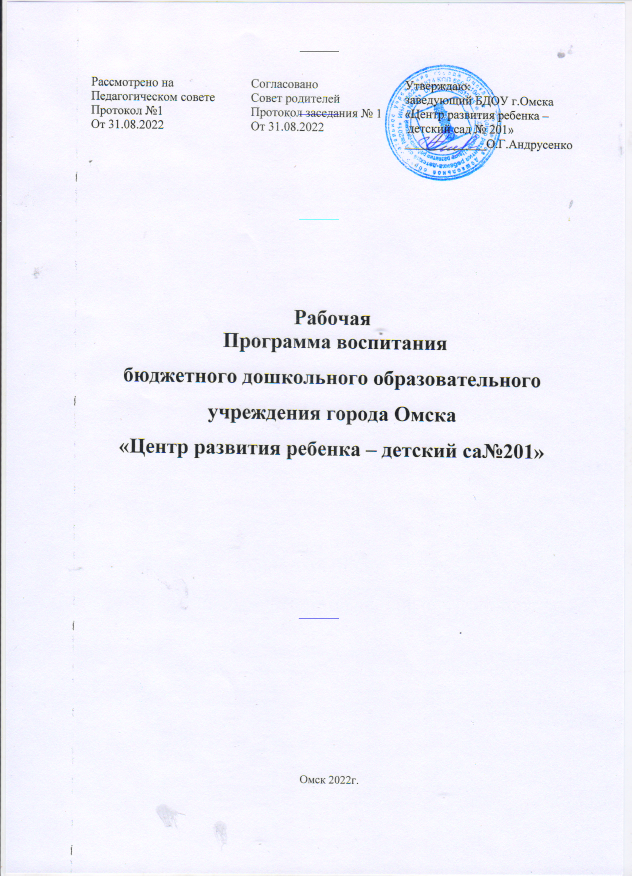 Рассмотрено на
Педагогическом совете
Протокол №1
От 31.08.2022
Согласовано
Совет родителей
Протокол заседания № 1
От 31.08.2022
Утверждаю:
заведующий БДОУ г.Омска
«Центр развития ребенка –
детский сад № 201»
О.Г.Андрусенко
Рабочая
Программа воспитания
бюджетного дошкольного образовательного
учреждения города Омска
«Центр развития ребенка – детский са№201»
Омск 2022г.